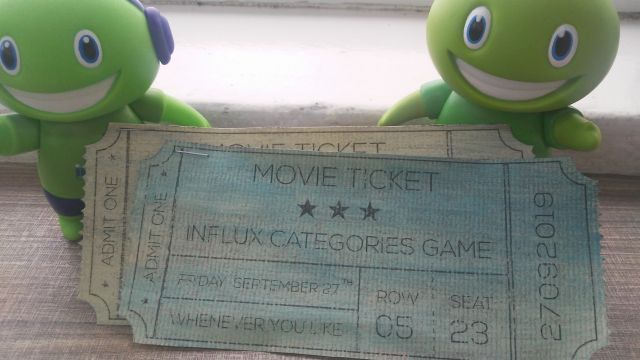 MOVIE TICKET
ADMIT ONE
MOVIE TICKET
INFLUX CATEGORIES GAME
FRIDAY SEPTEMBER 27TH
WHENEVER YOU LIKE
ROW
05
SEAT
23
ADMIT ONE
27092019